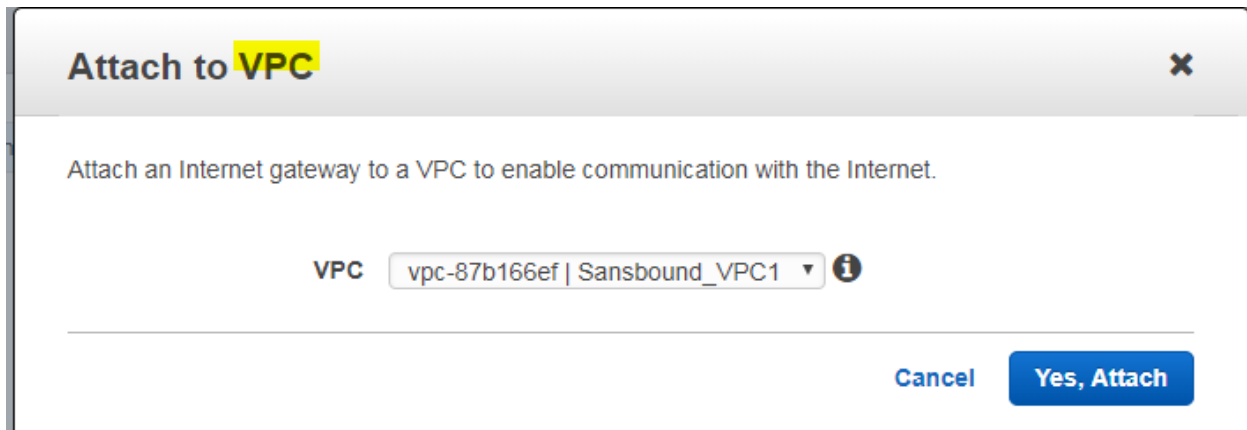 Attach to VPC
Attach an Internet gateway to a VPC to enable communication with the Internet.
VPC vpc-87b166ef | Sansbound_VPC1
Cancel Yes, Attach